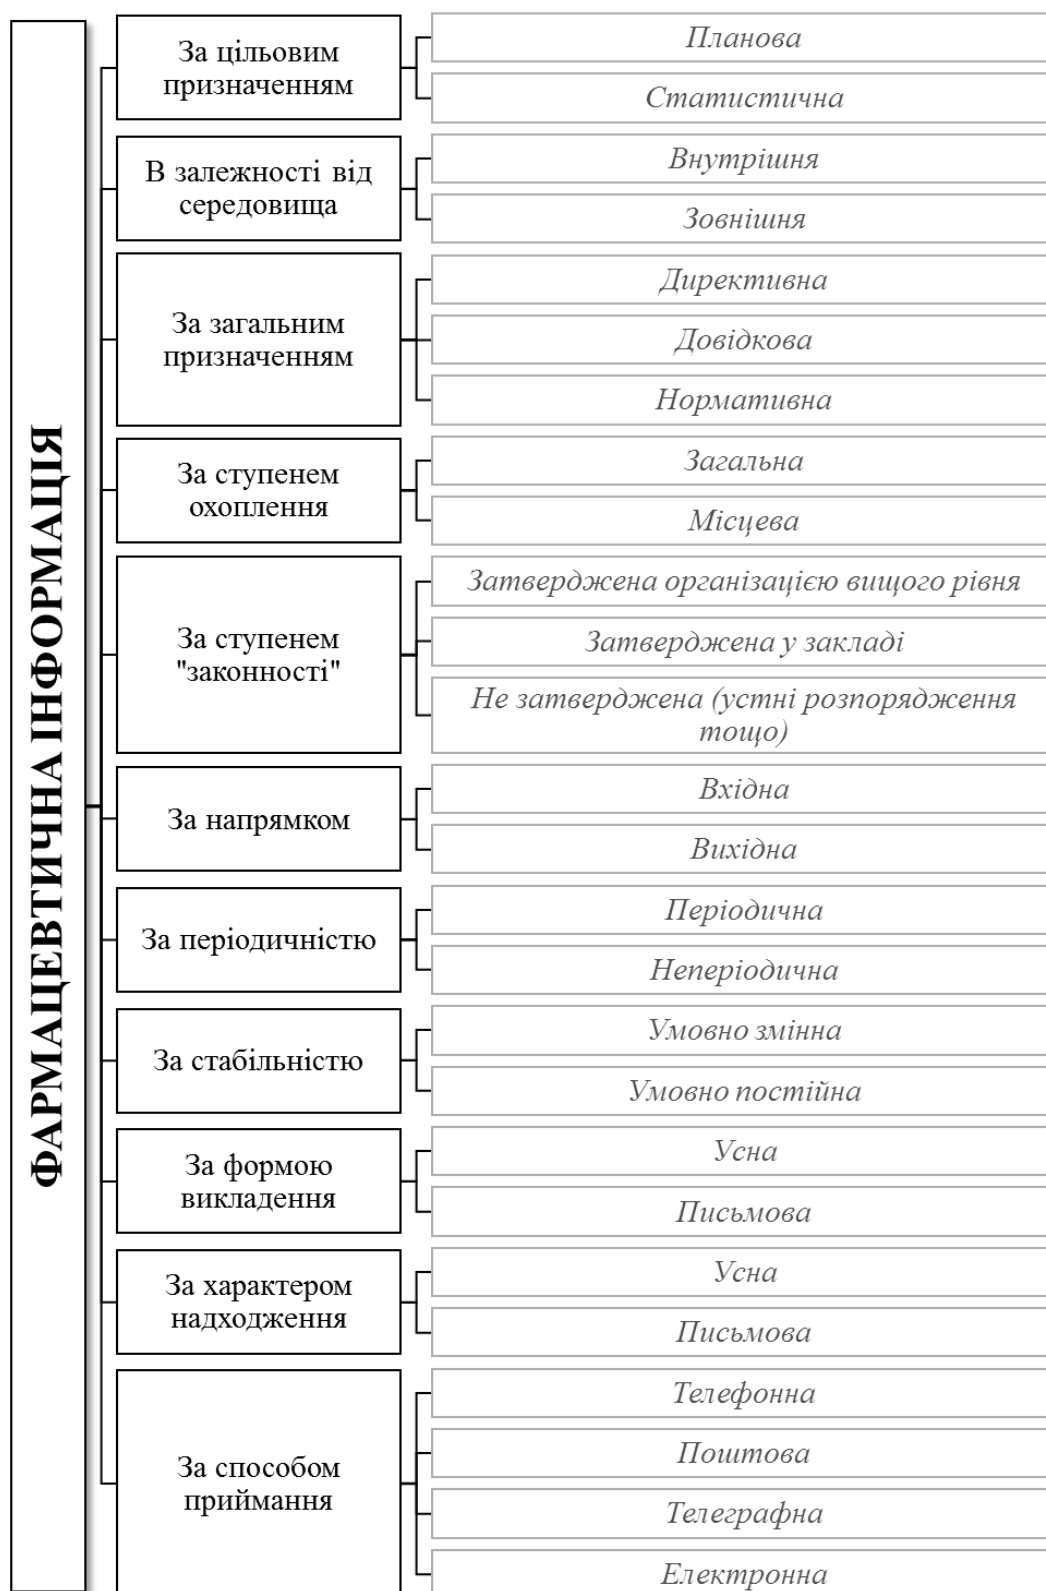 ФАРМАЦЕВТИЧНА ІНФОРМАЦІЯ
За цільовим
призначенням
Планова
Статистична
В залежності від
середовища
Внутрішня
Зовнішня
За загальним
призначенням
Директивна
Довідкова
Нормативна
За ступенем
охоплення
Загальна
Місцева
За ступенем
"законності"
Затверджена організацією вищого рівня
Затверджена у закладі
Не затверджена (устні розпорядження
тощо)
За напрямком
Вхідна
Вихідна
За періодичністю
Періодична
Неперіодична
За стабільністю
Умовно змінна
Умовно постійна
За формою
викладення
Усна
Письмова
За характером
надходження
Усна
Письмова
За способом
приймання
Телефонна
Поштова
Телеграфна
Електронна